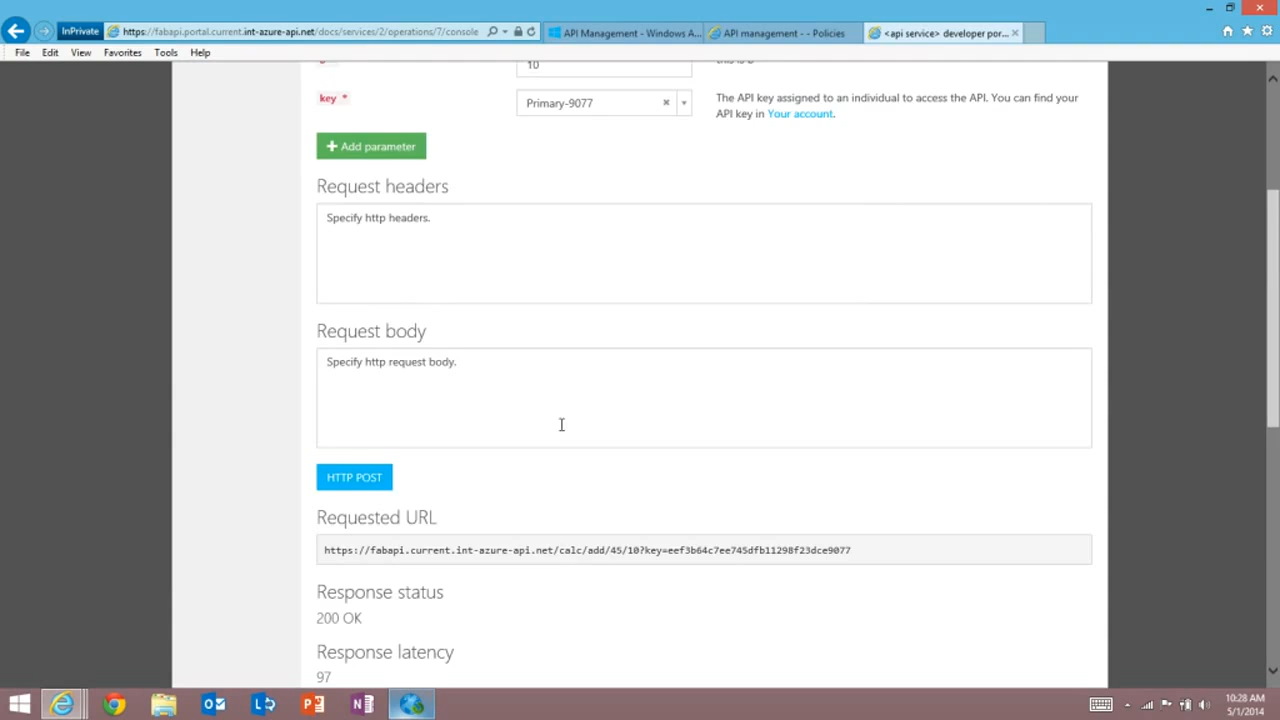 InPrivate
https://fabapi.portal.current.int-azure-api.net/docs/services/2/operations/7/console
API Management - Windows A...
API management - - Policies
<api service> developer por...
File Edit View Favorites Tools Help
10
key *
Primary-9077
The API key assigned to an individual to access the API. You can find your
API key in Your account.
Add parameter
Request headers
Specify http headers.
Request body
Specify http request body.
HTTP POST
Requested URL
https://fabapi.current.int-azure-api.net/calc/add/45/10?key=eef3b64c7ee745dfb11298f23dce9077
Response status
200 OK
Response latency
97
10:28 AM
5/1/2014